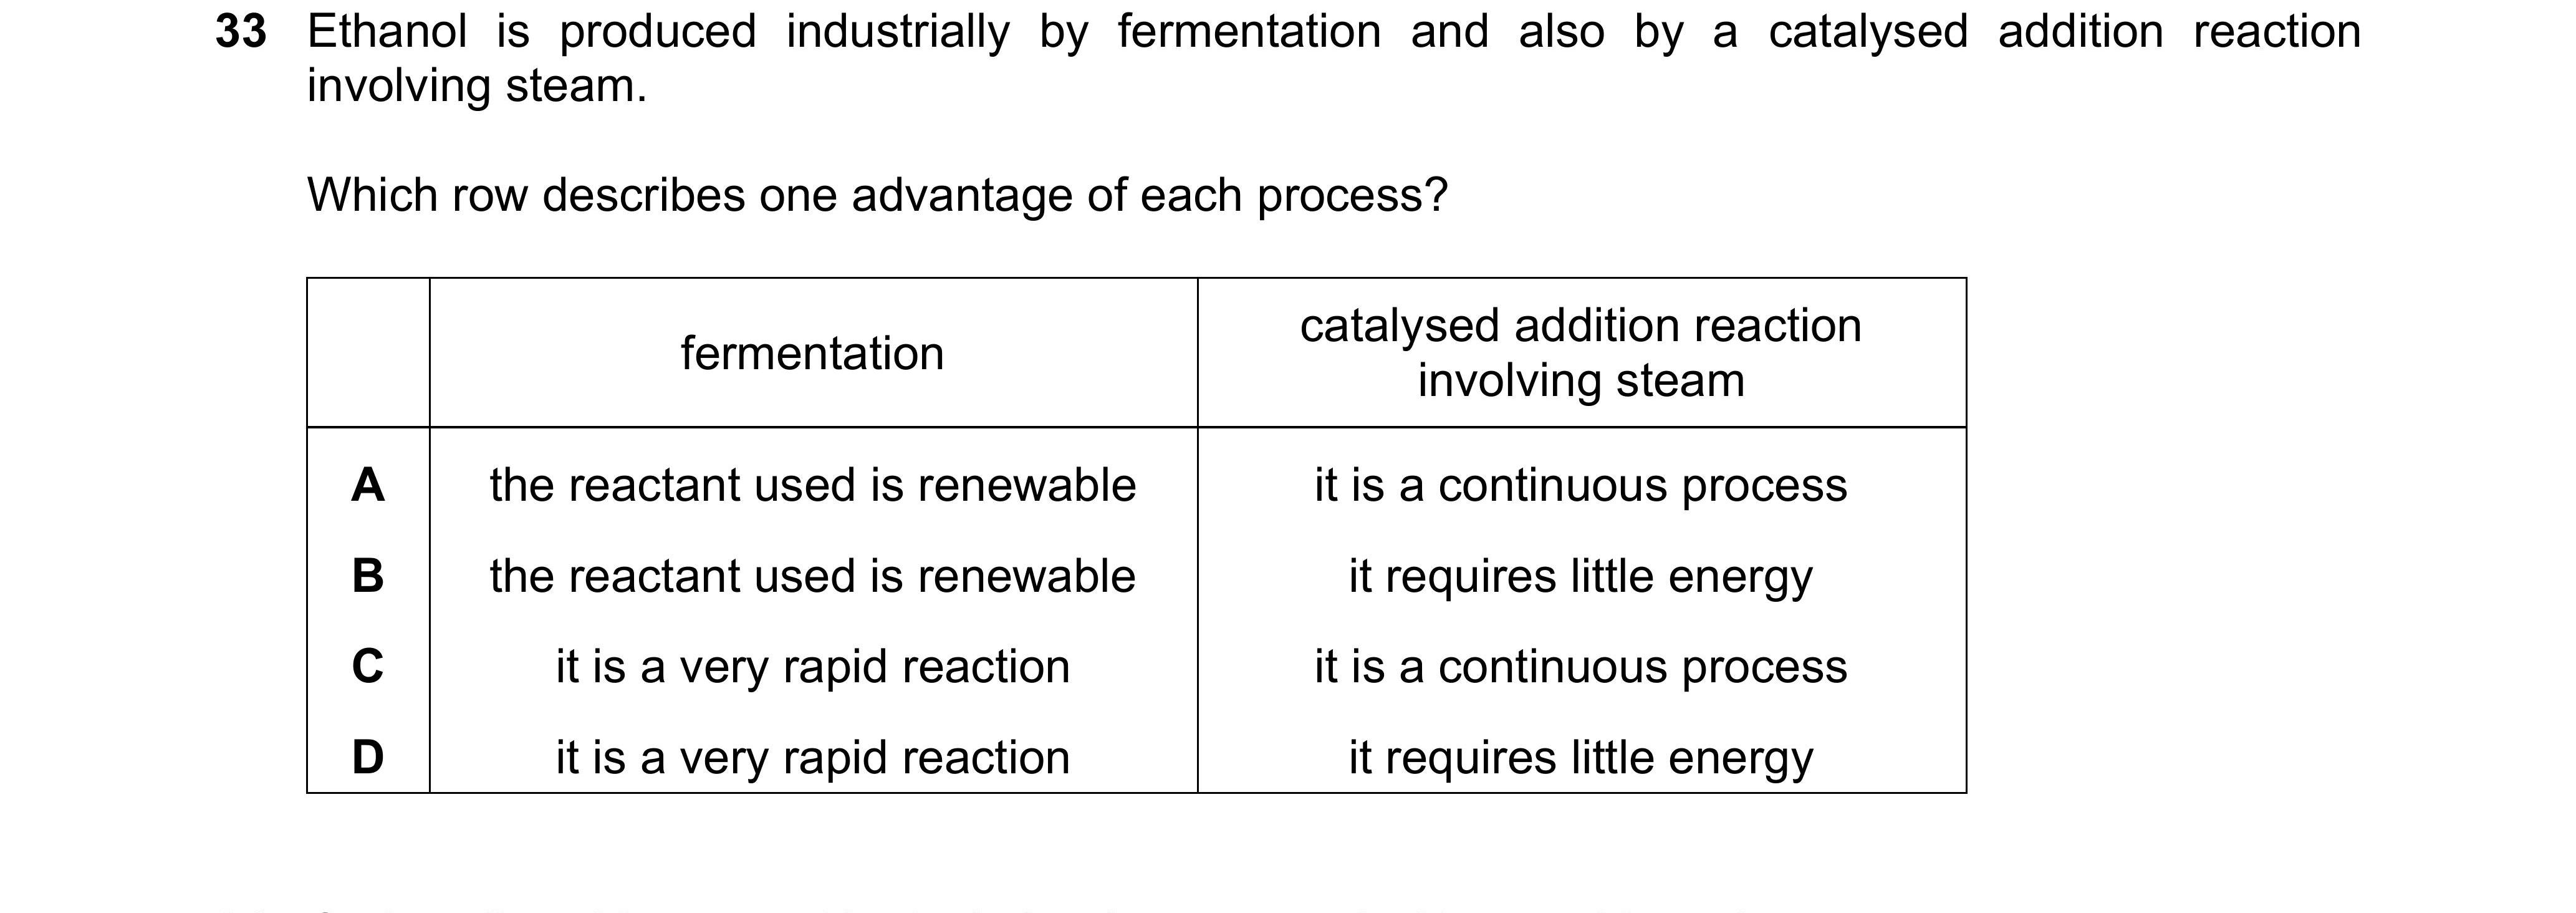 33 Ethanol is produced industrially by fermentation and also by a catalysed addition reaction
involving steam.
Which row describes one advantage of each process?
fermentation
catalysed addition reaction
involving steam
A the reactant used is renewable it is a continuous process
B the reactant used is renewable it requires little energy
C it is a very rapid reaction it is a continuous process
D it is a very rapid reaction it requires little energy